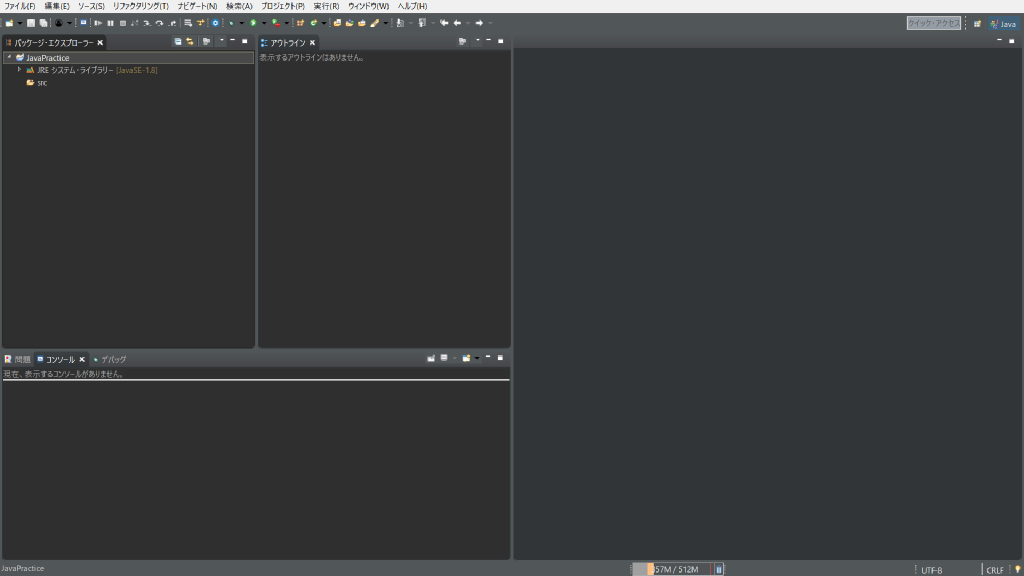 ファイル(F) 編集(E) ソース(S) リファクタリング(T) ナビゲート(N) 検索(A) プロジェクト(P) 実行(R) ウィンドウ(W) ヘルプ(H)
クイック・アクセス
Java
パッケージ・エクスプローラー
JavaPractice
JRE システム・ライブラリー [JavaSE-1.8]
src
アウトライン
表示するアウトラインはありません。
問題 コンソール デバッグ
現在、表示するコンソールがありません。
JavaPractice
57M / 512M
UTF-8
CRLF